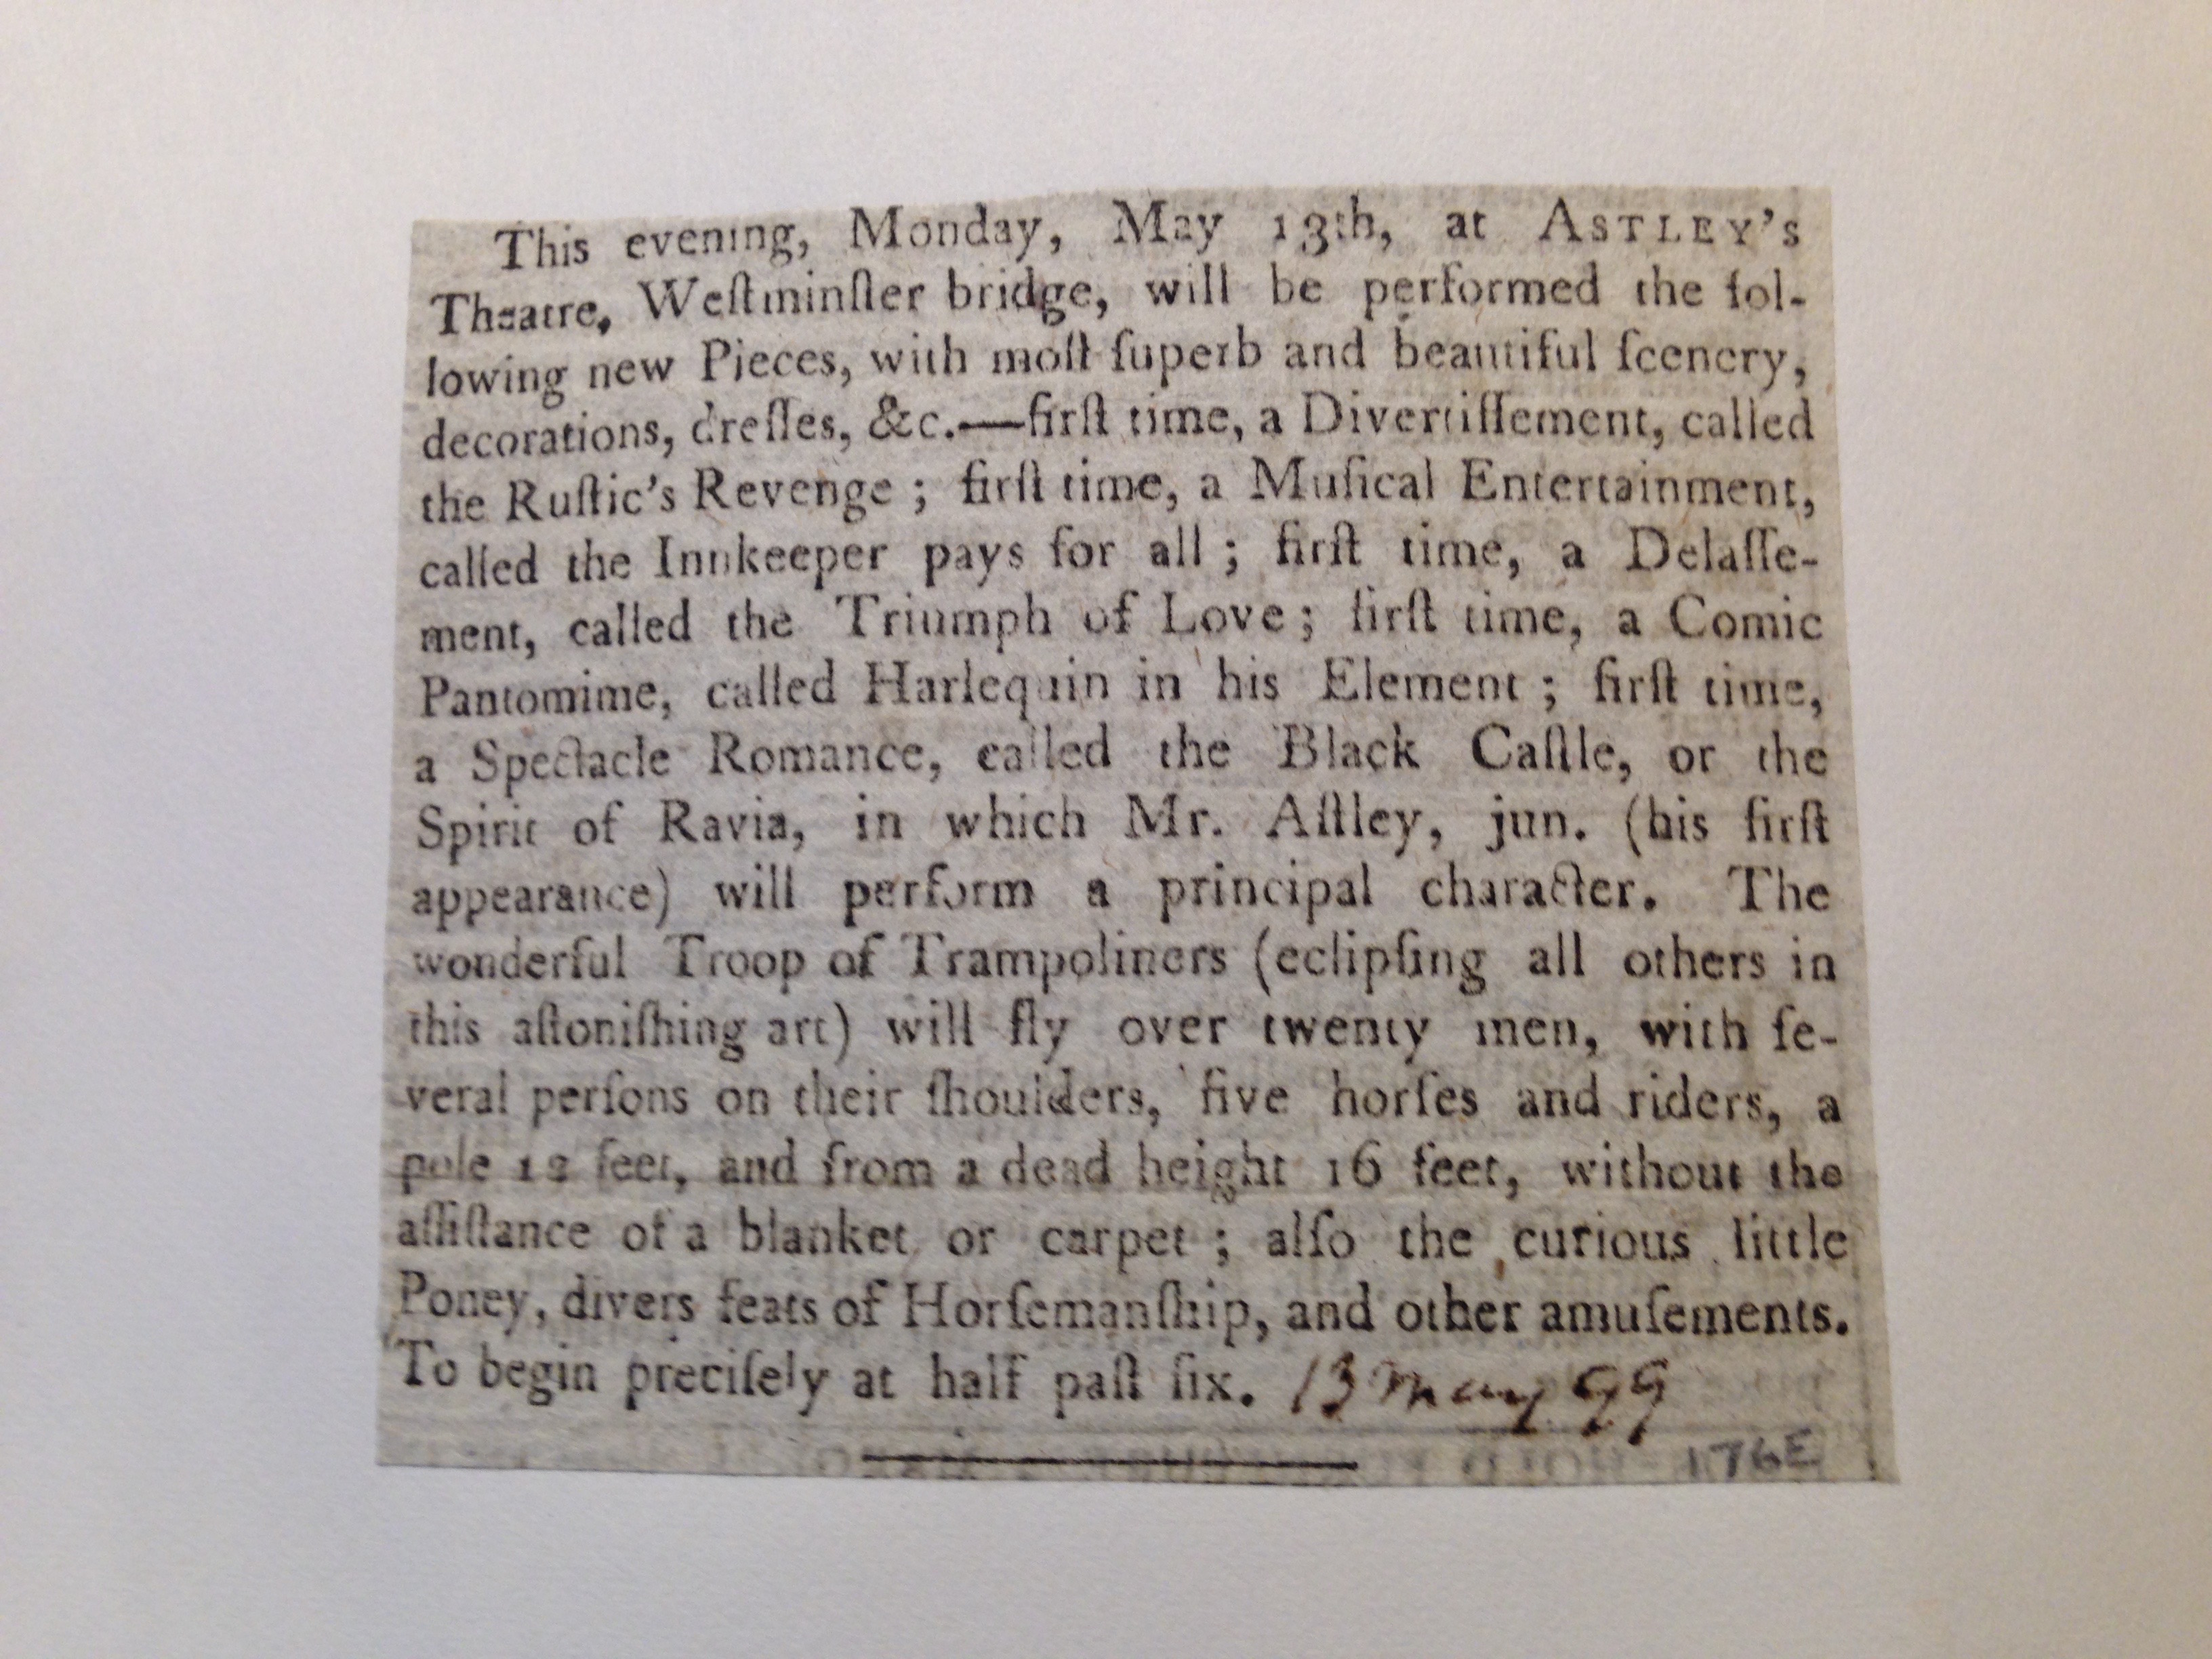 This evening, Monday, May 13th, at ASTLEY's
Theatre, Weſtminſter bridge, will be performed the fol-
lowing new Pieces, with moſt ſuperb and beautiful ſcenery,
decorations, dreſſes, &c.—firſt time, a Divertiſſement, called
the Ruſtic's Revenge ; firſt time, a Muſical Entertainment,
called the Innkeeper pays for all ; firſt time, a Delaſſe-
ment, called the Triumph of Love ; firſt time, a Comic
Pantomime, called Harlequin in his Element ; firſt time,
a Spectacle Romance, called the Black Caſtle, or the
Spirit of Ravia, in which Mr. Aſtley, jun. (his firſt
appearance) will perform a principal character. The
wonderful Troop of Trampoliners (eclipſing all others in
this aſtoniſhing art) will fly over twenty men, with ſe-
veral perſons on their ſhoulders, five horſes and riders, a
pole 12 feet, and from a dead height 16 feet, without the
aſſiſtance of a blanket or carpet ; alſo the curious little
Poney, divers feats of Horſemanſhip, and other amuſements.
To begin preciſely at half paſt ſix. 13 May 99
176E